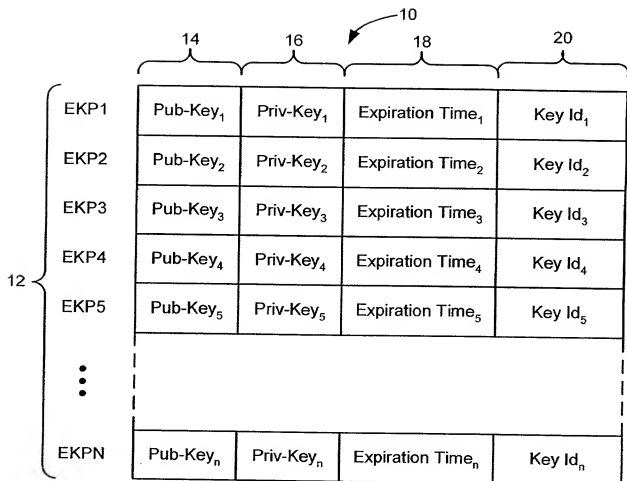 10
14 16 18 20
EKP1 Pub-Key₁ Priv-Key₁ Expiration Time₁ Key Id₁
EKP2 Pub-Key₂ Priv-Key₂ Expiration Time₂ Key Id₂
EKP3 Pub-Key₃ Priv-Key₃ Expiration Time₃ Key Id₃
EKP4 Pub-Key₄ Priv-Key₄ Expiration Time₄ Key Id₄
12
EKP5 Pub-Key₅ Priv-Key₅ Expiration Time₅ Key Id₅
EKPN Pub-Keyₙ Priv-Keyₙ Expiration Timeₙ Key Idₙ